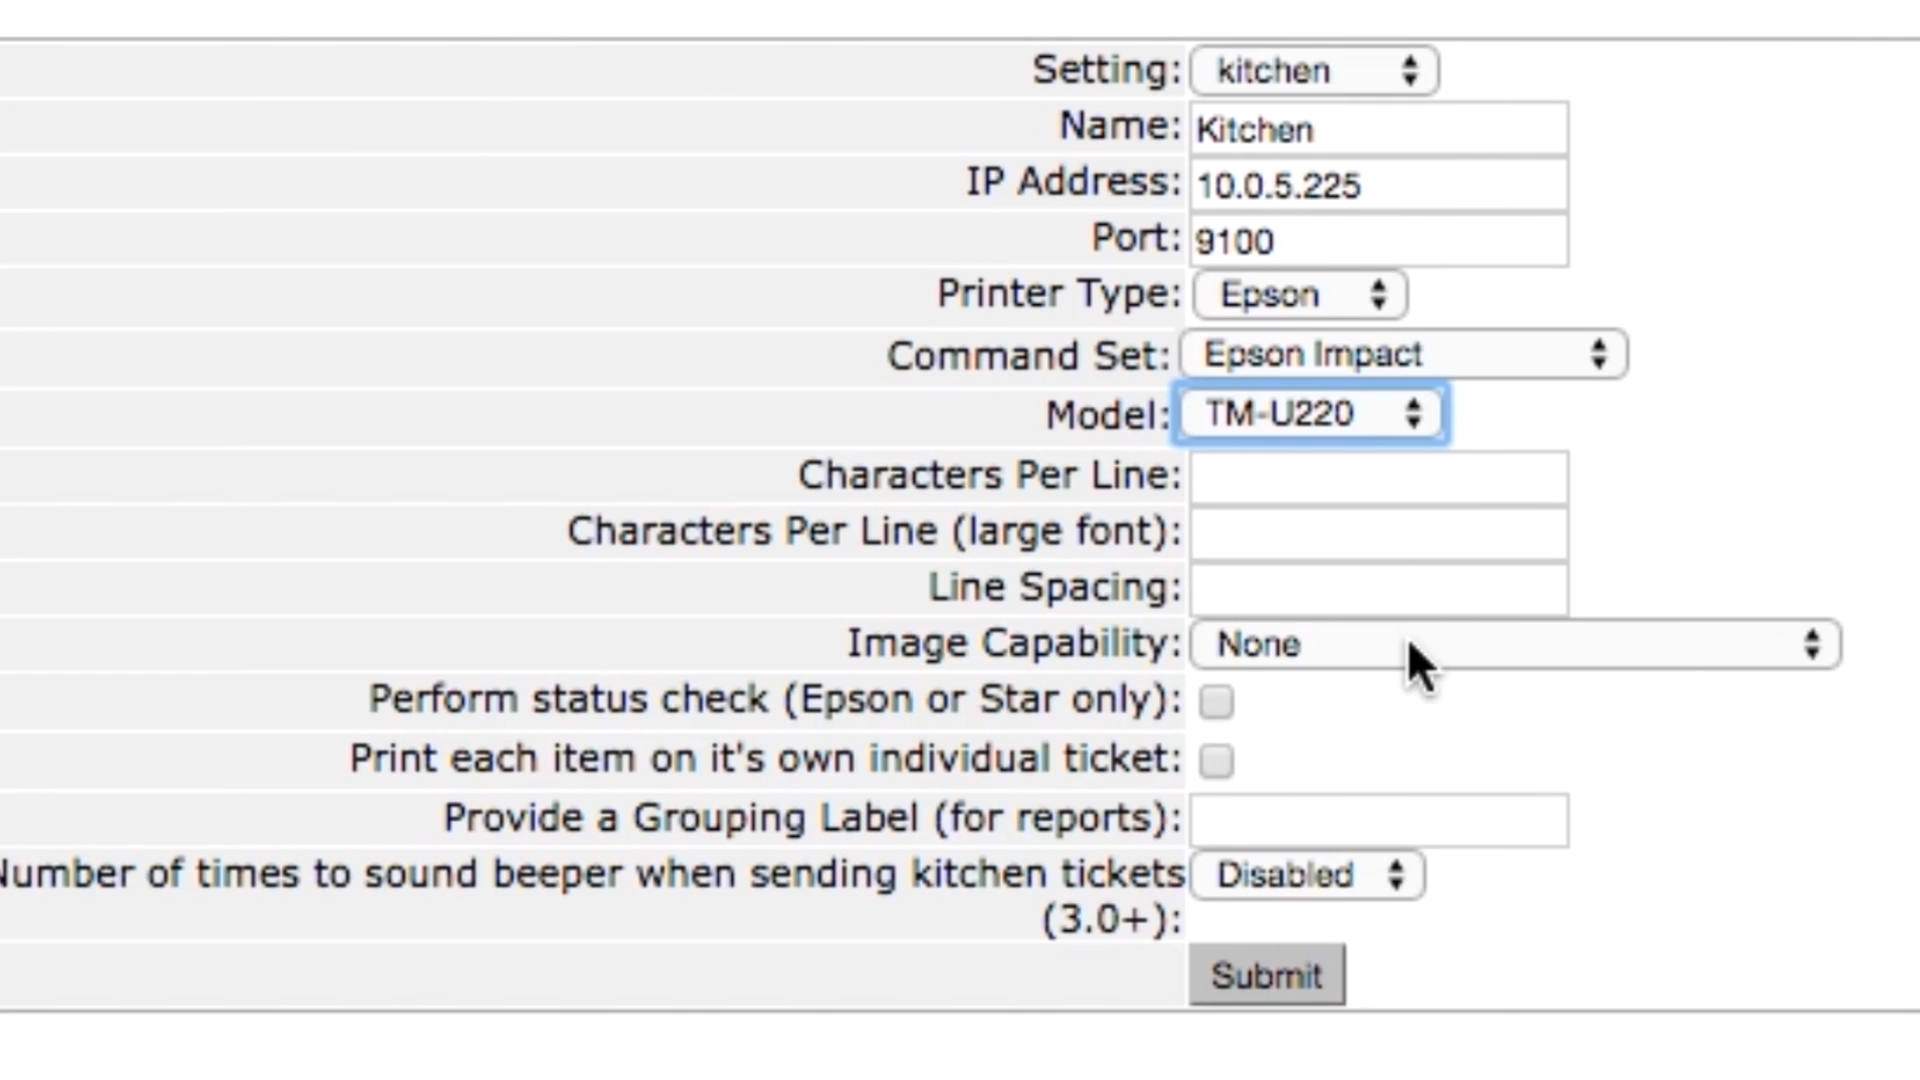 Setting: kitchen
Name: Kitchen
IP Address: 10.0.5.225
Port: 9100
Printer Type: Epson
Command Set: Epson Impact
Model: TM-U220
Characters Per Line:
Characters Per Line (large font):
Line Spacing:
Image Capability: None
Perform status check (Epson or Star only):
Print each item on it's own individual ticket:
Provide a Grouping Label (for reports):
Number of times to sound beeper when sending kitchen tickets Disabled
(3.0+):
Submit